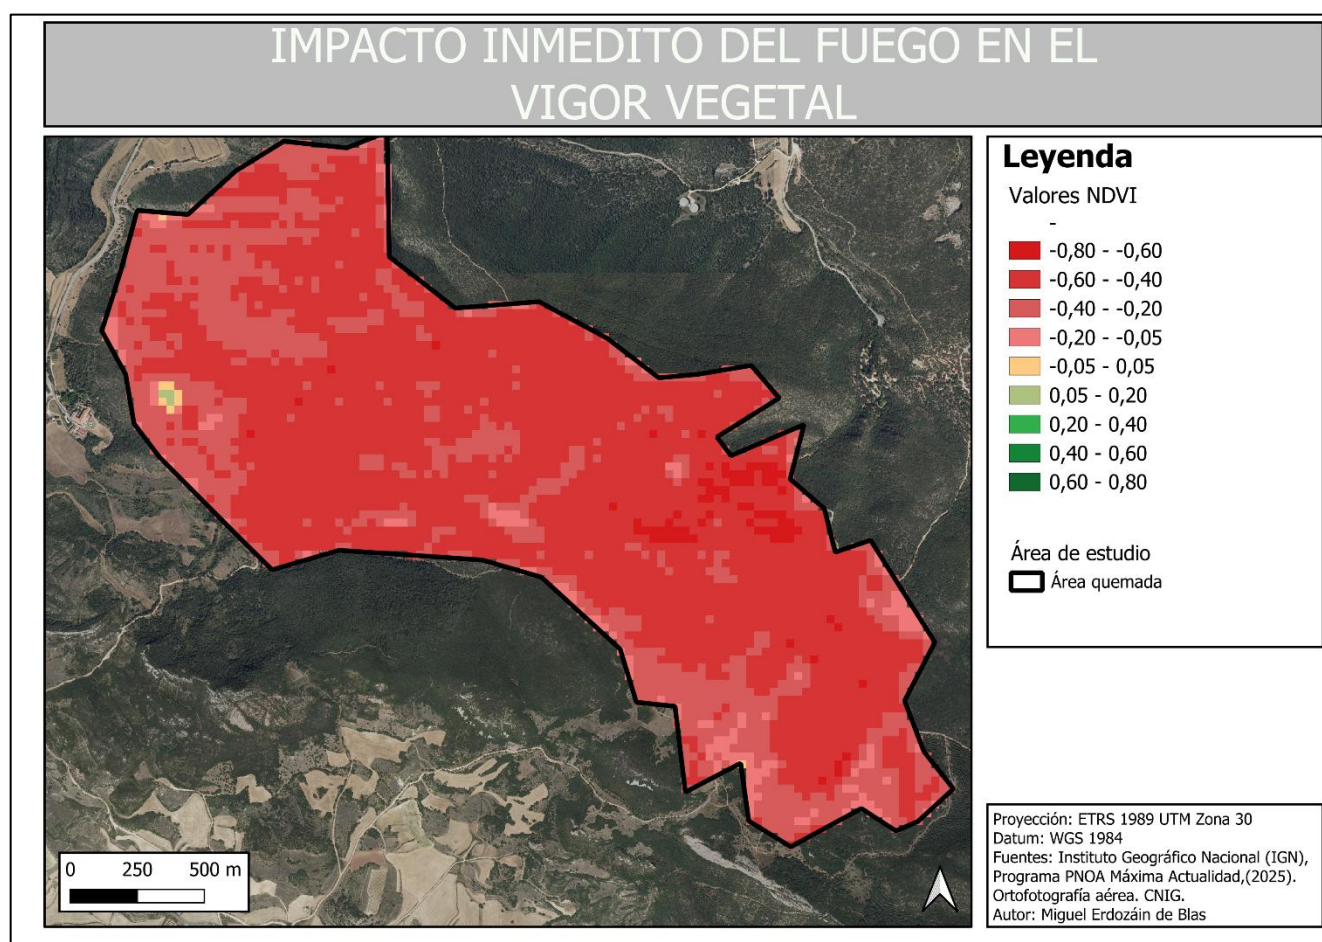 IMPACTO INMEDITO DEL FUEGO EN EL
VIGOR VEGETAL
Leyenda
Valores NDVI
-
-0,80 - -0,60
-0,60 - -0,40
-0,40 - -0,20
-0,20 - -0,05
-0,05 - 0,05
0,05 - 0,20
0,20 - 0,40
0,40 - 0,60
0,60 - 0,80
Área de estudio
Área quemada
0 250 500 m
Proyección: ETRS 1989 UTM Zona 30
Datum: WGS 1984
Fuentes: Instituto Geográfico Nacional (IGN),
Programa PNOA Máxima Actualidad,(2025).
Ortofotografía aérea. CNIG.
Autor: Miguel Erdozáin de Blas